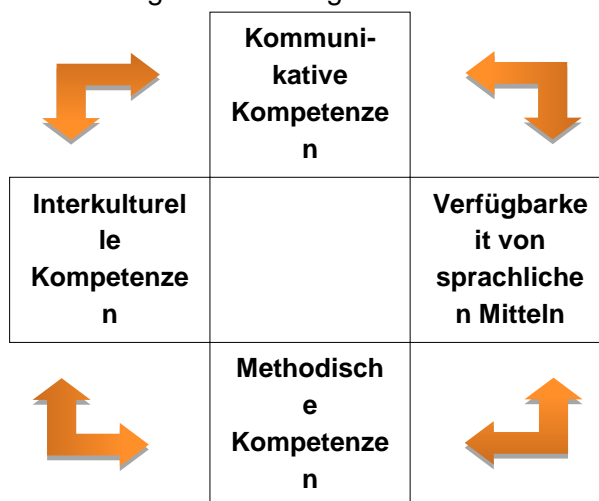 Kommuni-
kative
Kompetenze
n
Interkulturel
le
Kompetenze
n
Verfügbarke
it von
sprachliche
n Mitteln
Methodisch
e
Kompetenze
n